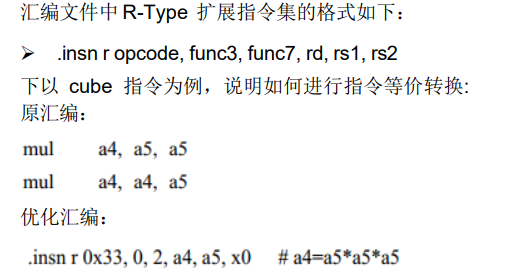 汇编文件中 R-Type 扩展指令集的格式如下：
➢ .insn r opcode, func3, func7, rd, rs1, rs2
下以 cube 指令为例，说明如何进行指令等价转换:
原汇编：
mul a4, a5, a5
mul a4, a4, a5
优化汇编：
.insn r 0x33, 0, 2, a4, a5, x0 # a4=a5*a5*a5